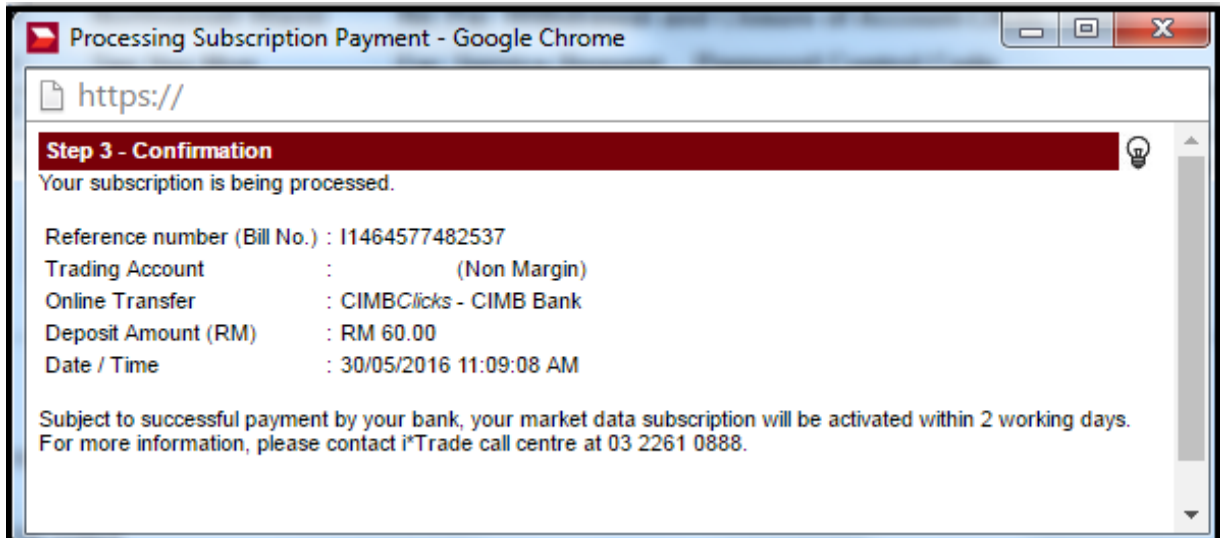 Processing Subscription Payment - Google Chrome
https://
Step 3 - Confirmation
Your subscription is being processed.
Reference number (Bill No.) : I1464577482537
Trading Account : (Non Margin)
Online Transfer : CIMBClicks - CIMB Bank
Deposit Amount (RM) : RM 60.00
Date / Time : 30/05/2016 11:09:08 AM
Subject to successful payment by your bank, your market data subscription will be activated within 2 working days.
For more information, please contact i*Trade call centre at 03 2261 0888.